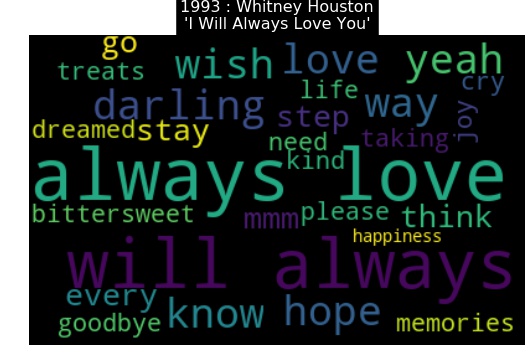 1993 : Whitney Houston
'I Will Always Love You'
go
treats wish love yeah
life cry
darling step way joy
dreamed stay need taking
kind
always love
bittersweet mmm please think
happiness
will always
every
goodbye know hope memories